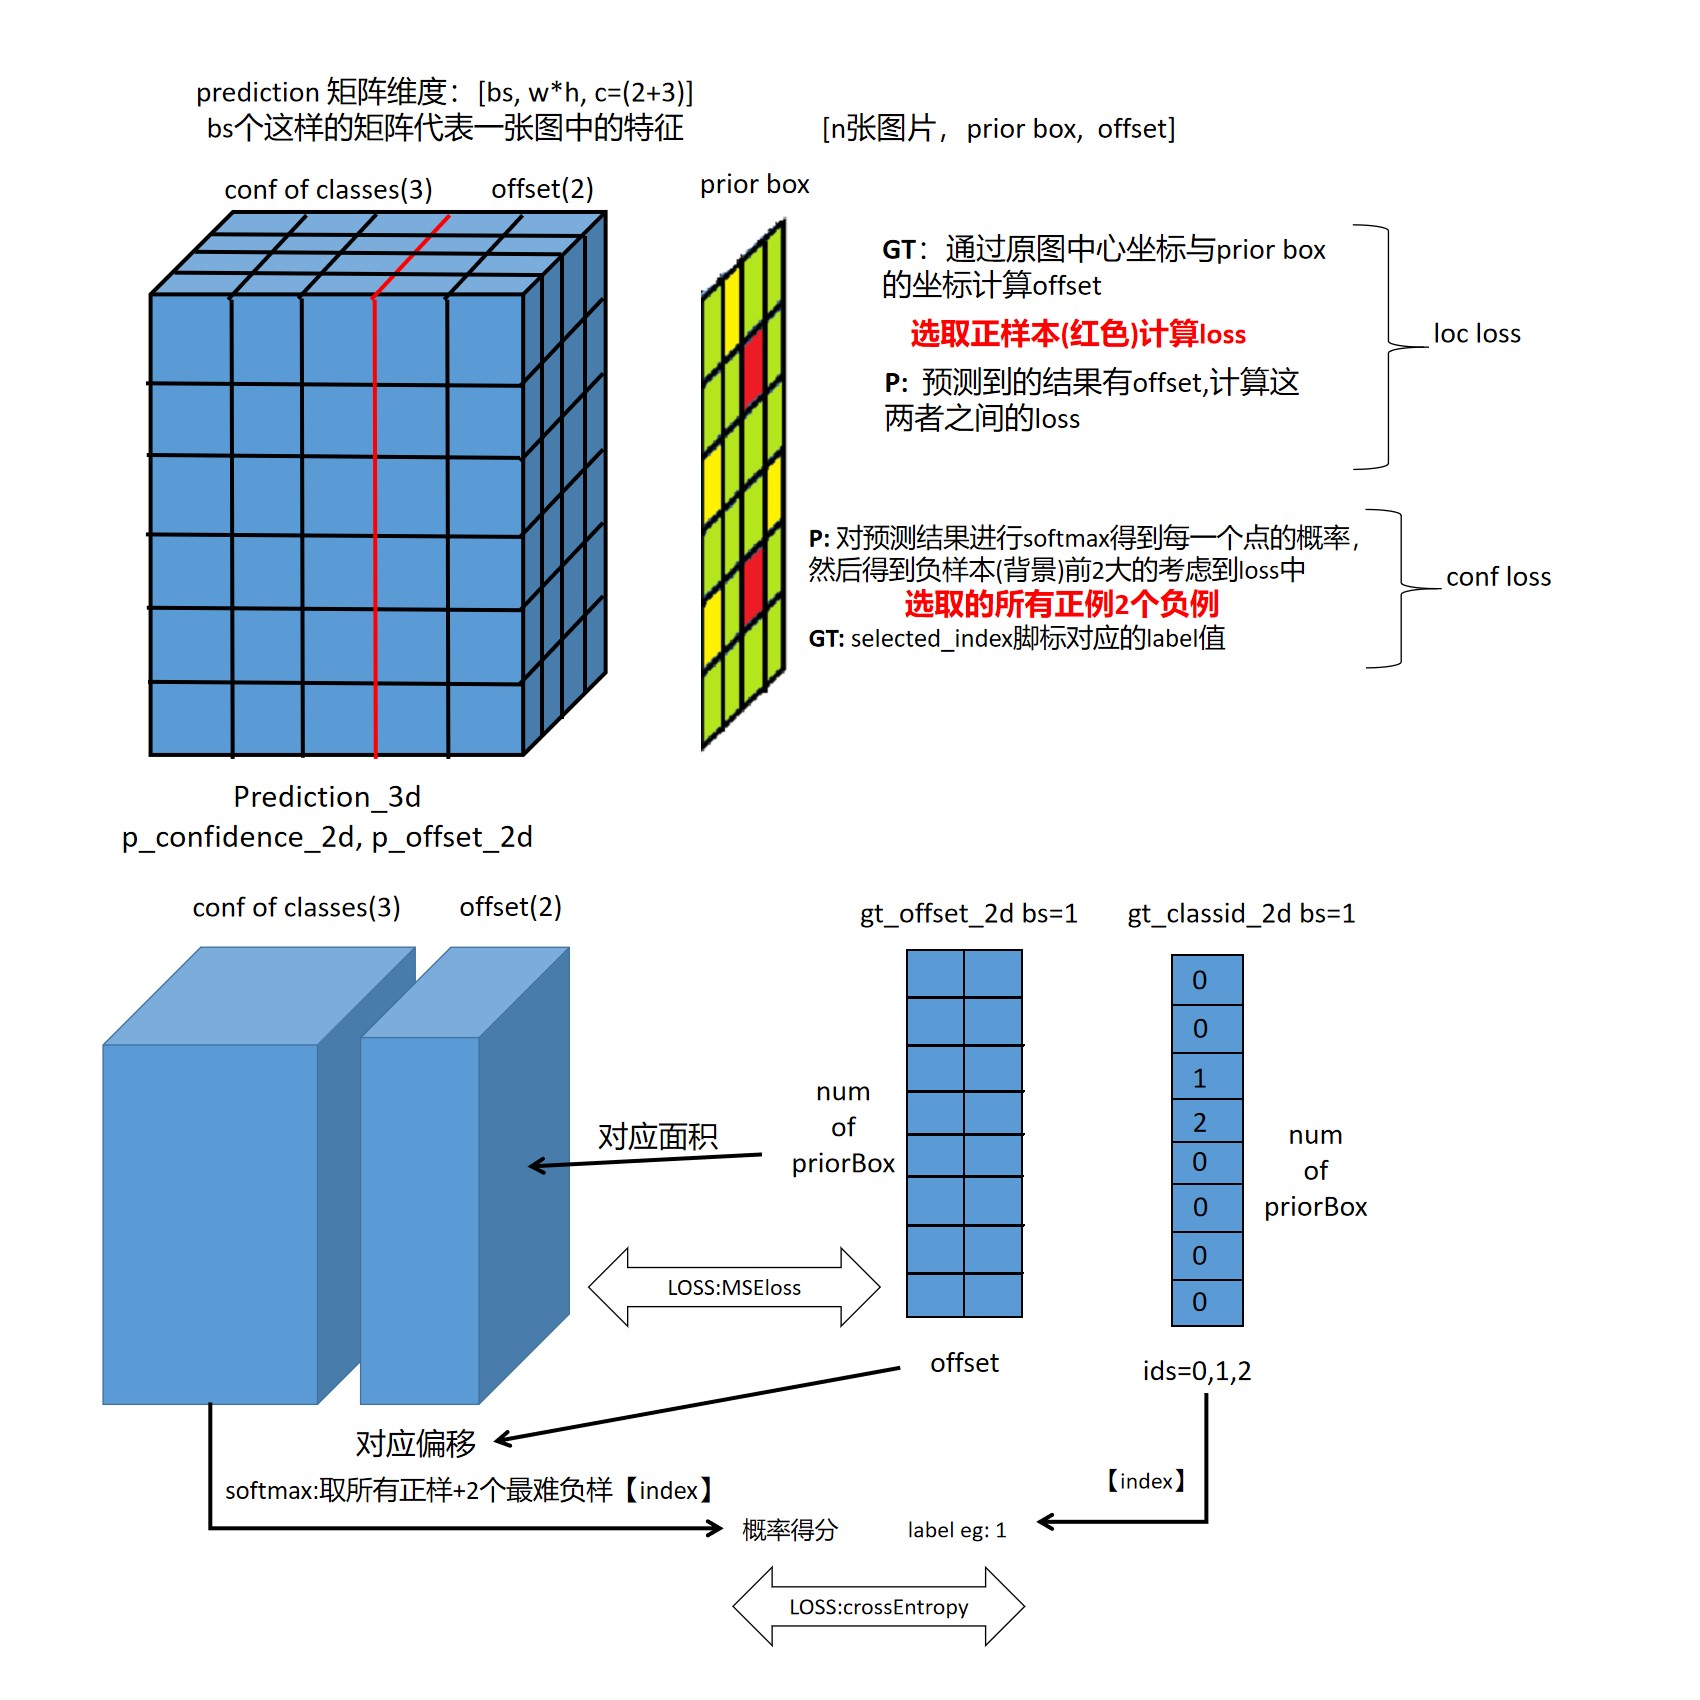 prediction 矩阵维度：[bs, w*h, c=(2+3)]
bs个这样的矩阵代表一张图中的特征
[n张图片，prior box, offset]
conf of classes(3)
offset(2)
prior box
GT：通过原图中心坐标与prior box
的坐标计算offset
选取正样本(红色)计算loss
P: 预测到的结果有offset,计算这
两者之间的loss
loc loss
P: 对预测结果进行softmax得到每一个点的概率，
然后得到负样本(背景)前2大的考虑到loss中
选取的所有正例2个负例
GT: selected_index脚标对应的label值
conf loss
Prediction_3d
p_confidence_2d, p_offset_2d
conf of classes(3)
offset(2)
gt_offset_2d bs=1
gt_classid_2d bs=1
0
0
1
2
0
0
0
0
对应面积
num
of
priorBox
num
of
priorBox
LOSS:MSEloss
offset
ids=0,1,2
对应偏移
softmax:取所有正样+2个最难负样【index】
【index】
概率得分
label eg: 1
LOSS:crossEntropy